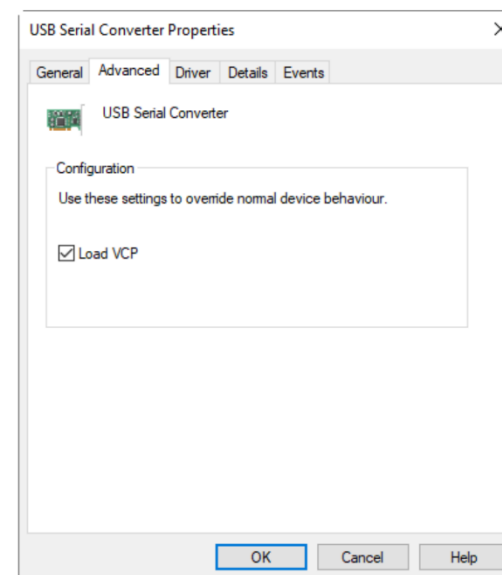 USB Serial Converter Properties
General Advanced Driver Details Events
USB Serial Converter
Configuration
Use these settings to override normal device behaviour.
Load VCP
OK Cancel Help